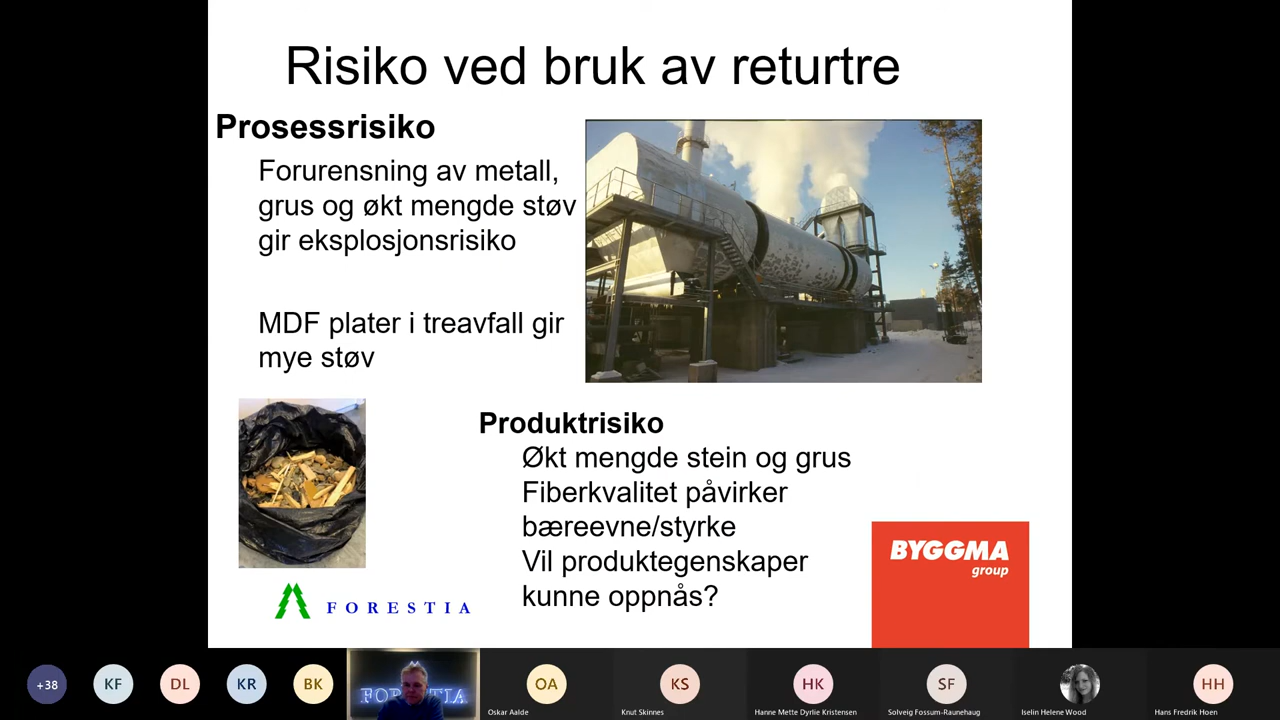 Risiko ved bruk av returtre
Prosessrisiko
Forurensning av metall,
grus og økt mengde støv
gir eksplosjonsrisiko
MDF plater i treavfall gir
mye støv
Produktrisiko
Økt mengde stein og grus
Fiberkvalitet påvirker
bæreevne/styrke
Vil produktegenskaper
kunne oppnås?
FORESTIA
BYGGMA
group
+38
KF
DL
KR
BK
FORESTIA
OA
KS
HK
SF
HH
Oskar Aalde
Knut Skinnes
Hanne Mette Dyrlie Kristensen
Solveig Fossum-Raunehaug
Iselin Helene Wood
Hans Fredrik Hoen